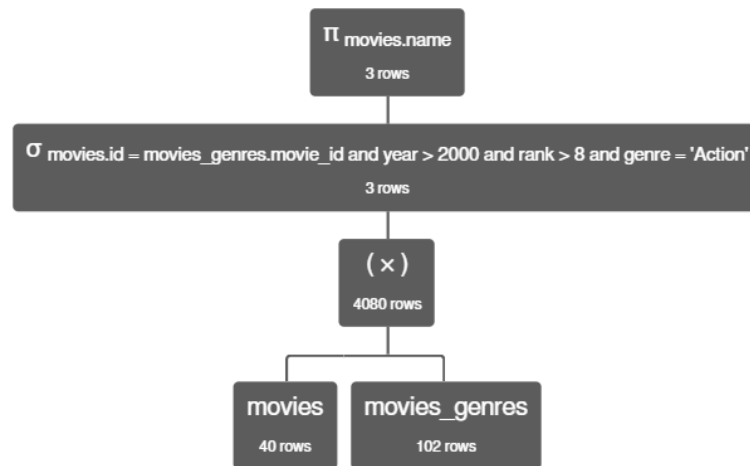 π movies.name
3 rows
σ movies.id = movies_genres.movie_id and year > 2000 and rank > 8 and genre = 'Action'
3 rows
(×)
4080 rows
movies
40 rows
movies_genres
102 rows